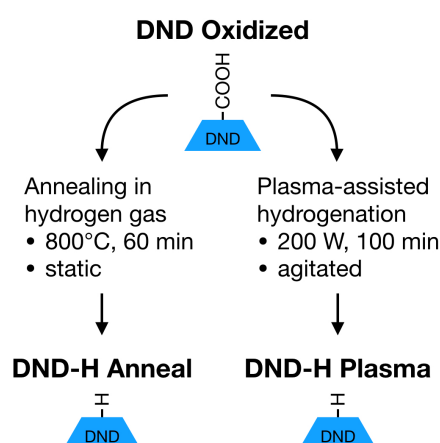 DND Oxidized
COOH
DND
Annealing in
hydrogen gas
• 800°C, 60 min
• static
Plasma-assisted
hydrogenation
• 200 W, 100 min
• agitated
DND-H Anneal
H
DND
DND-H Plasma
H
DND